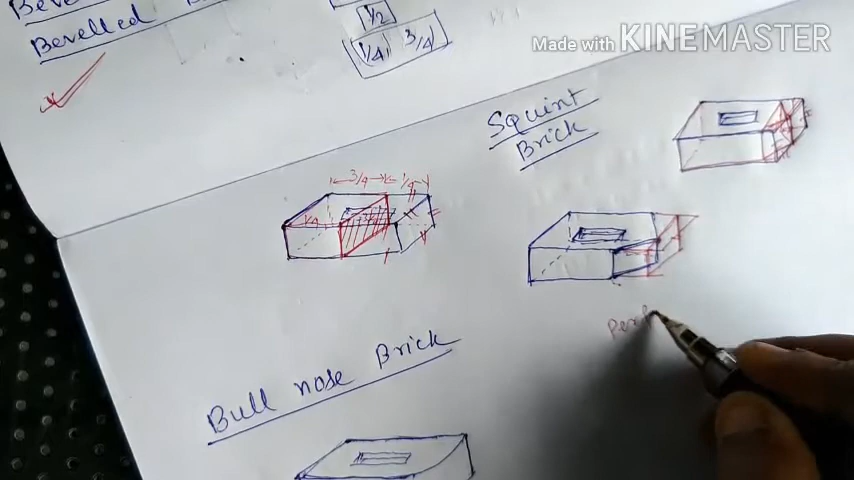 Bevelled B
1/2
1/4, 3/4
Made with KINEMASTER
Squint
Brick
3/4 1/4
Bull nose Brick